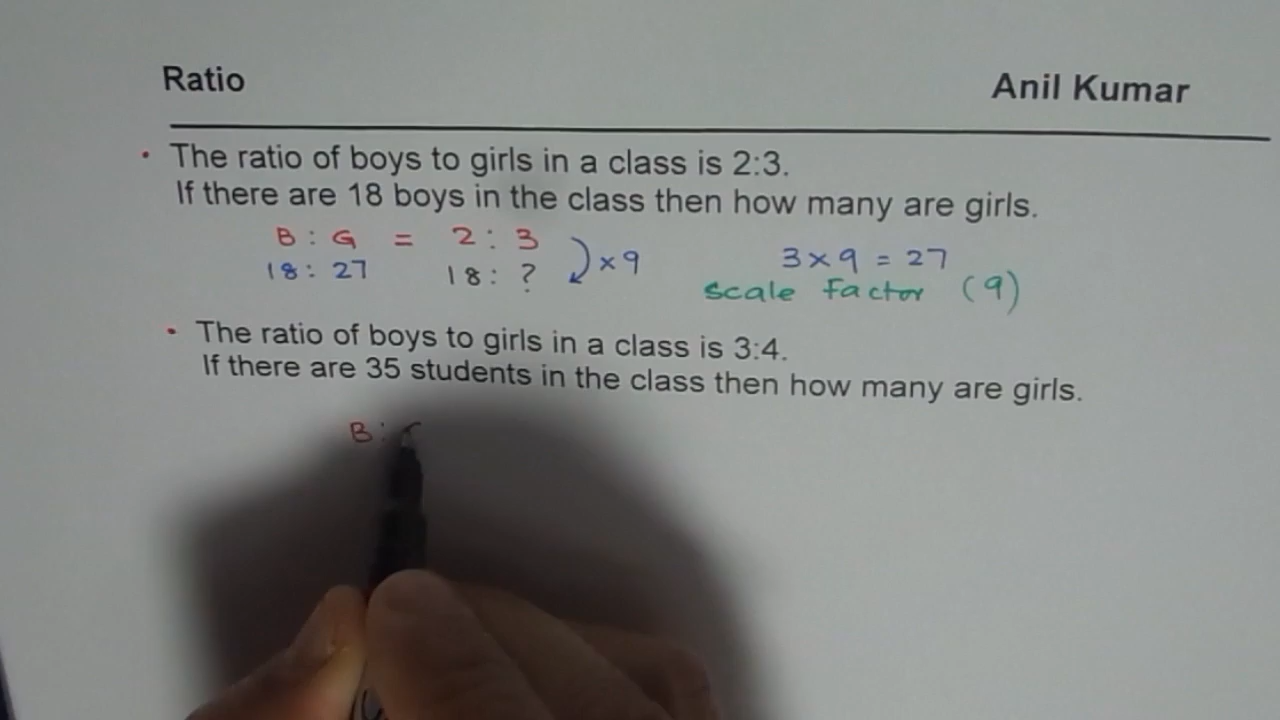 Ratio Anil Kumar
• The ratio of boys to girls in a class is 2:3.
If there are 18 boys in the class then how many are girls.
B : G = 2 : 3
18 : 27 18 : ? ×9 3 × 9 = 27
Scale Factor (9)
• The ratio of boys to girls in a class is 3:4.
If there are 35 students in the class then how many are girls.
B :